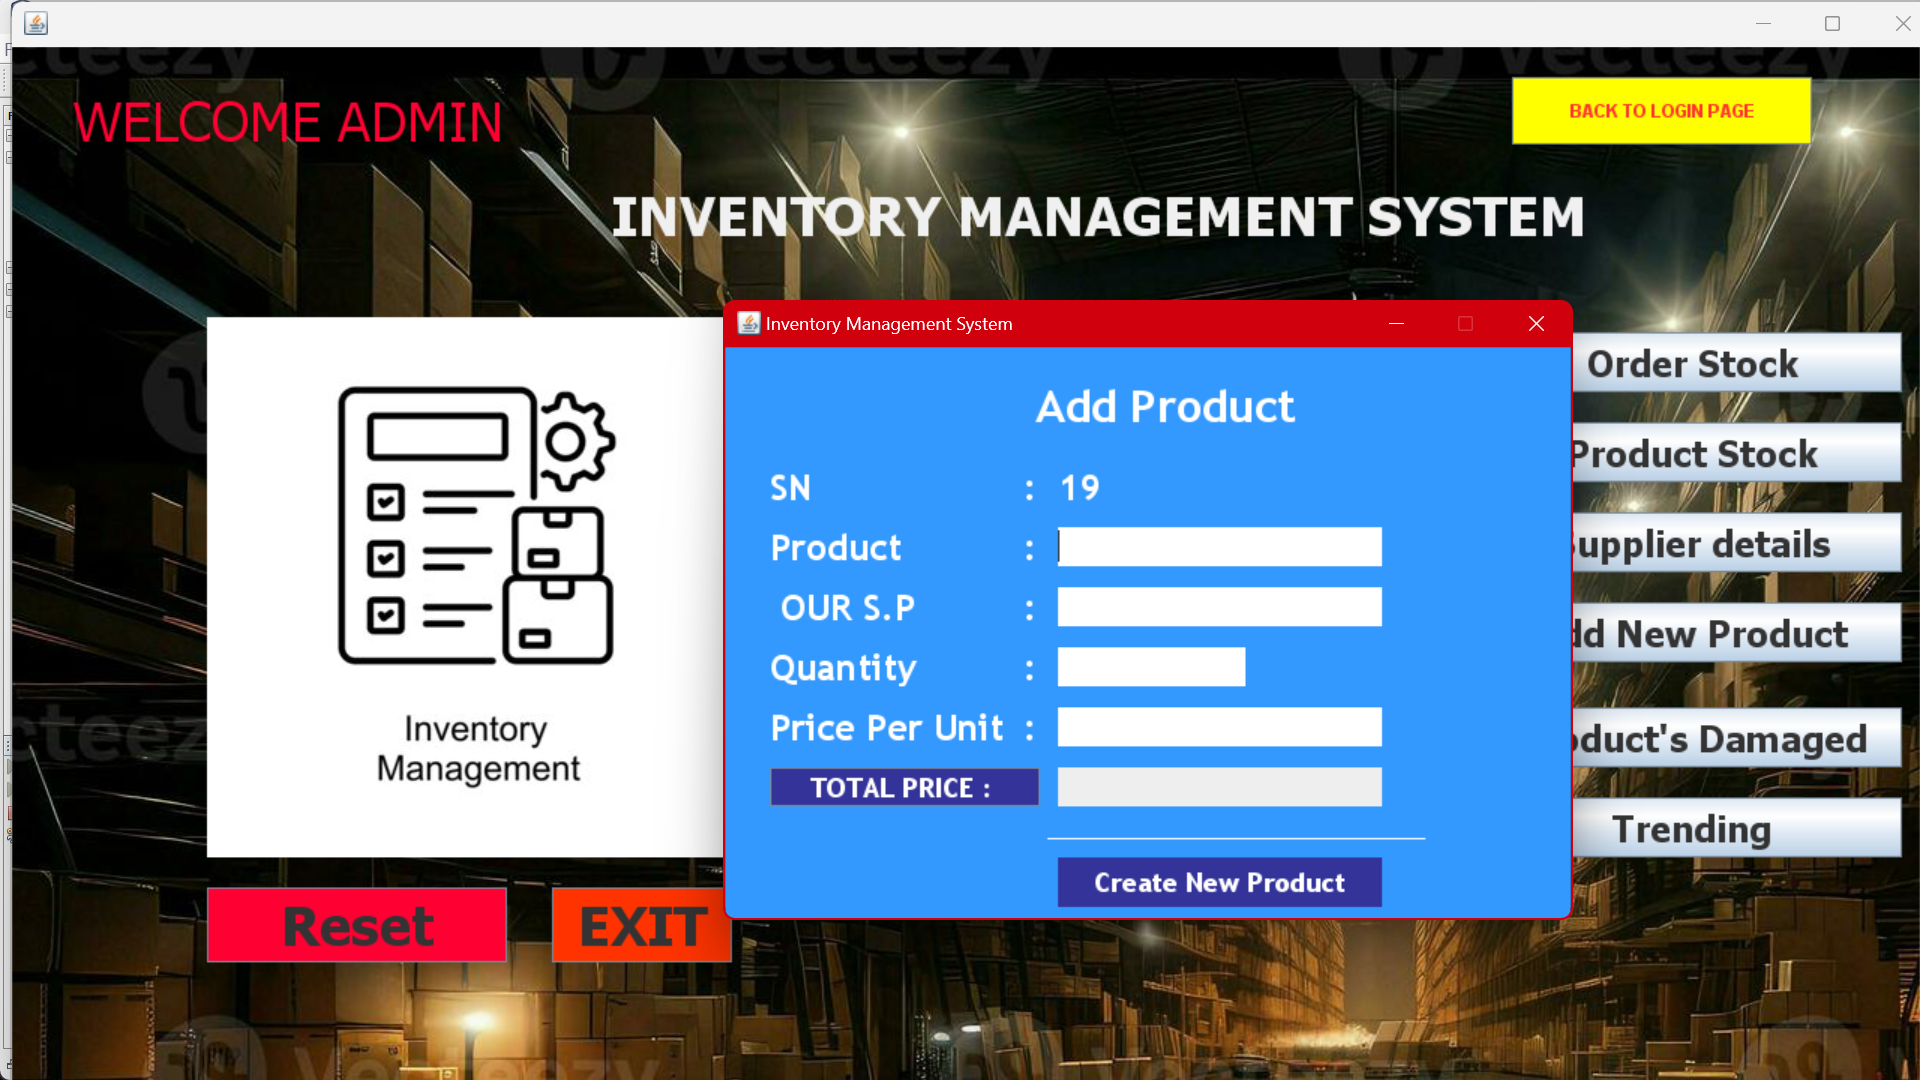 WELCOME ADMIN
BACK TO LOGIN PAGE
INVENTORY MANAGEMENT SYSTEM
Inventory Management System
Add Product
SN : 19
Product :
OUR S.P :
Quantity :
Price Per Unit :
TOTAL PRICE :
Create New Product
Inventory
Management
Order Stock
Product Stock
upplier details
dd New Product
oduct's Damaged
Trending
Reset
EXIT